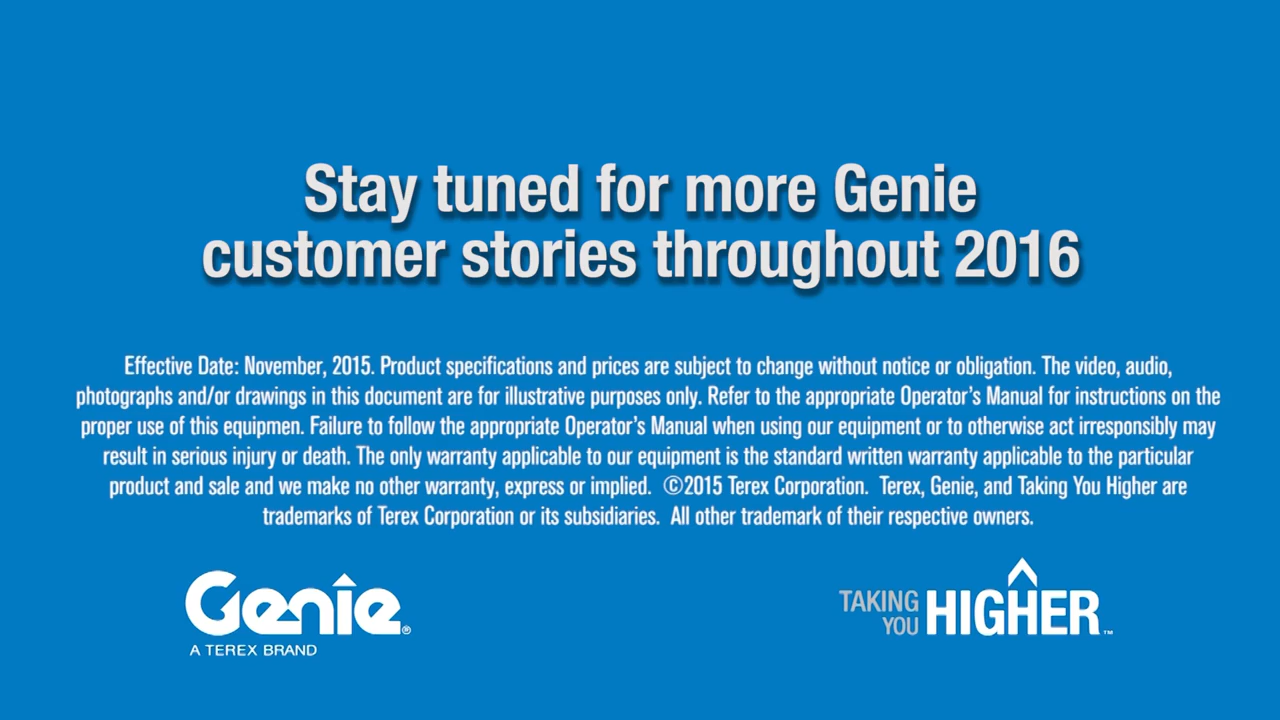 Stay tuned for more Genie
customer stories throughout 2016
Effective Date: November, 2015. Product specifications and prices are subject to change without notice or obligation. The video, audio,
photographs and/or drawings in this document are for illustrative purposes only. Refer to the appropriate Operator's Manual for instructions on the
proper use of this equipmen. Failure to follow the appropriate Operator's Manual when using our equipment or to otherwise act irresponsibly may
result in serious injury or death. The only warranty applicable to our equipment is the standard written warranty applicable to the particular
product and sale and we make no other warranty, express or implied.  ©2015 Terex Corporation.  Terex, Genie, and Taking You Higher are
trademarks of Terex Corporation or its subsidiaries.  All other trademark of their respective owners.
Genie®
A TEREX BRAND
TAKING
YOU
HIGHER™